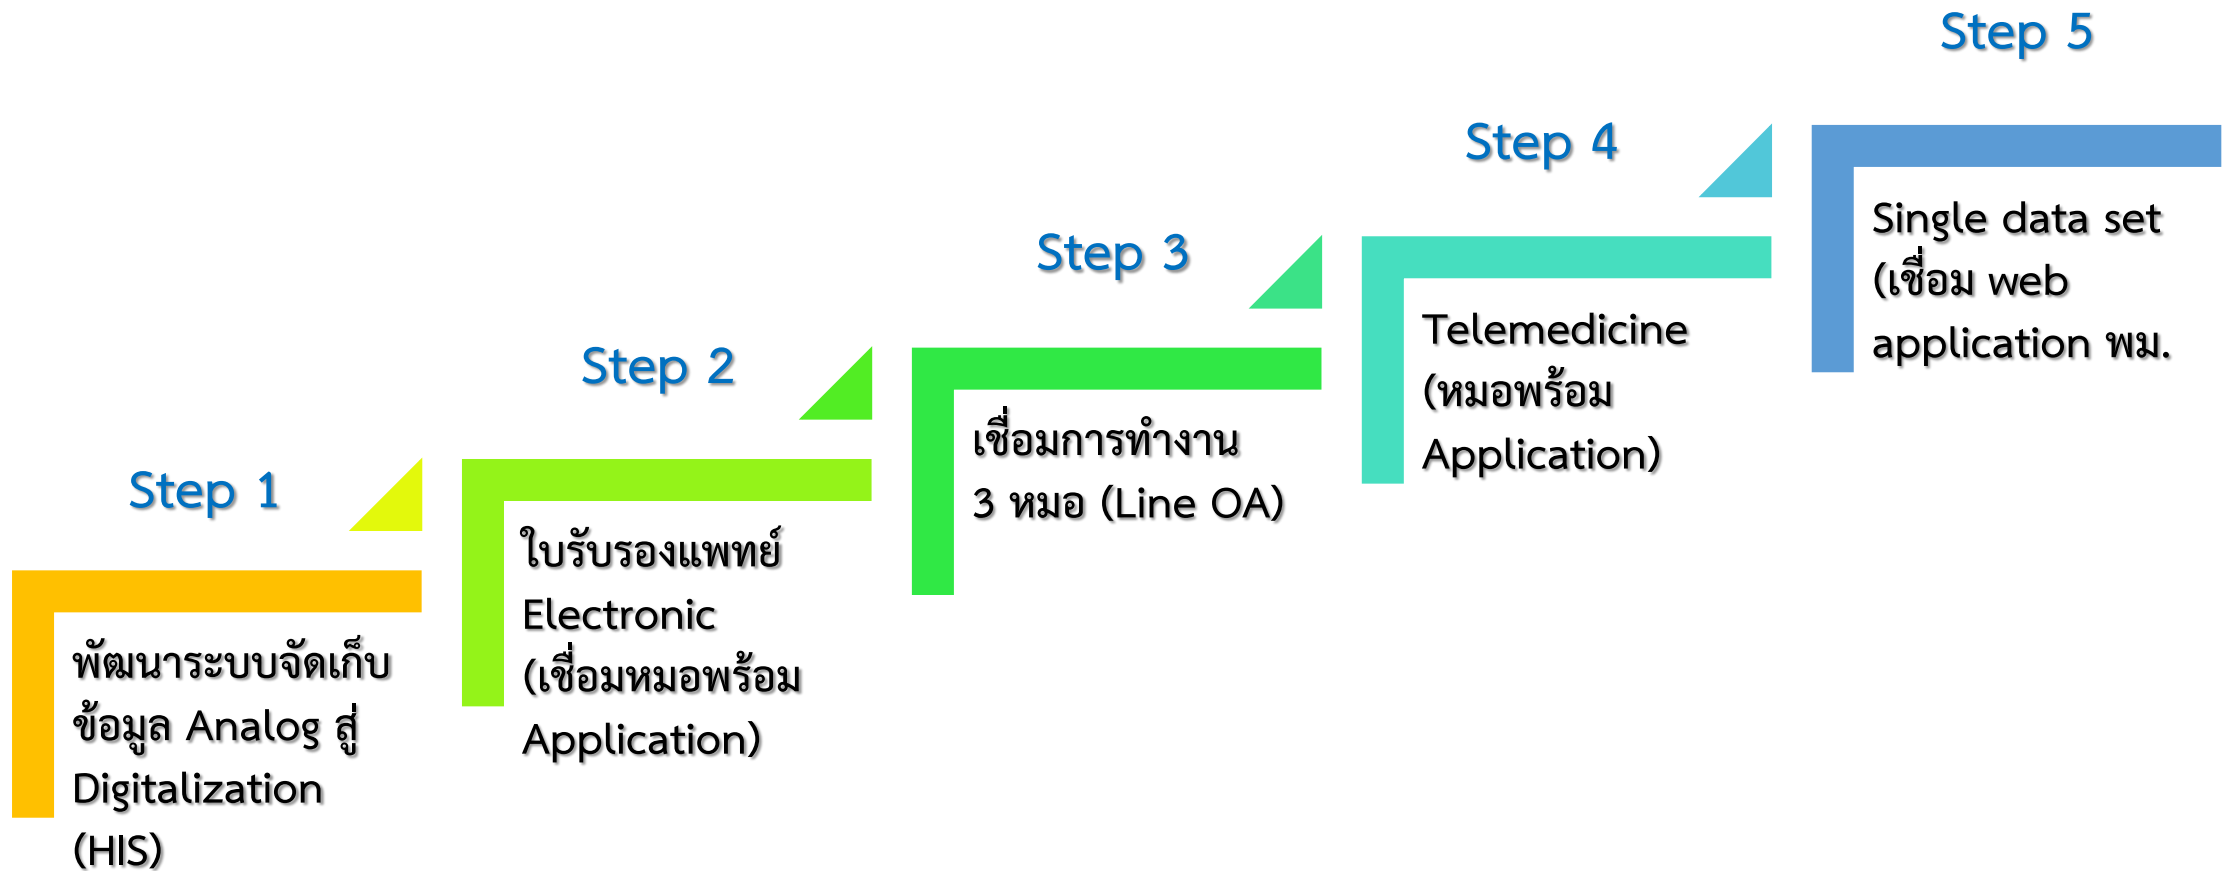 Step 1
พัฒนาระบบจัดเก็บ
ข้อมูล Analog สู่
Digitalization
(HIS)
Step 2
ใบรับรองแพทย์
Electronic
(เชื่อมหมอพร้อม
Application)
Step 3
เชื่อมการทำงาน
3 หมอ (Line OA)
Step 4
Telemedicine
(หมอพร้อม
Application)
Step 5
Single data set
(เชื่อม web
application พม.